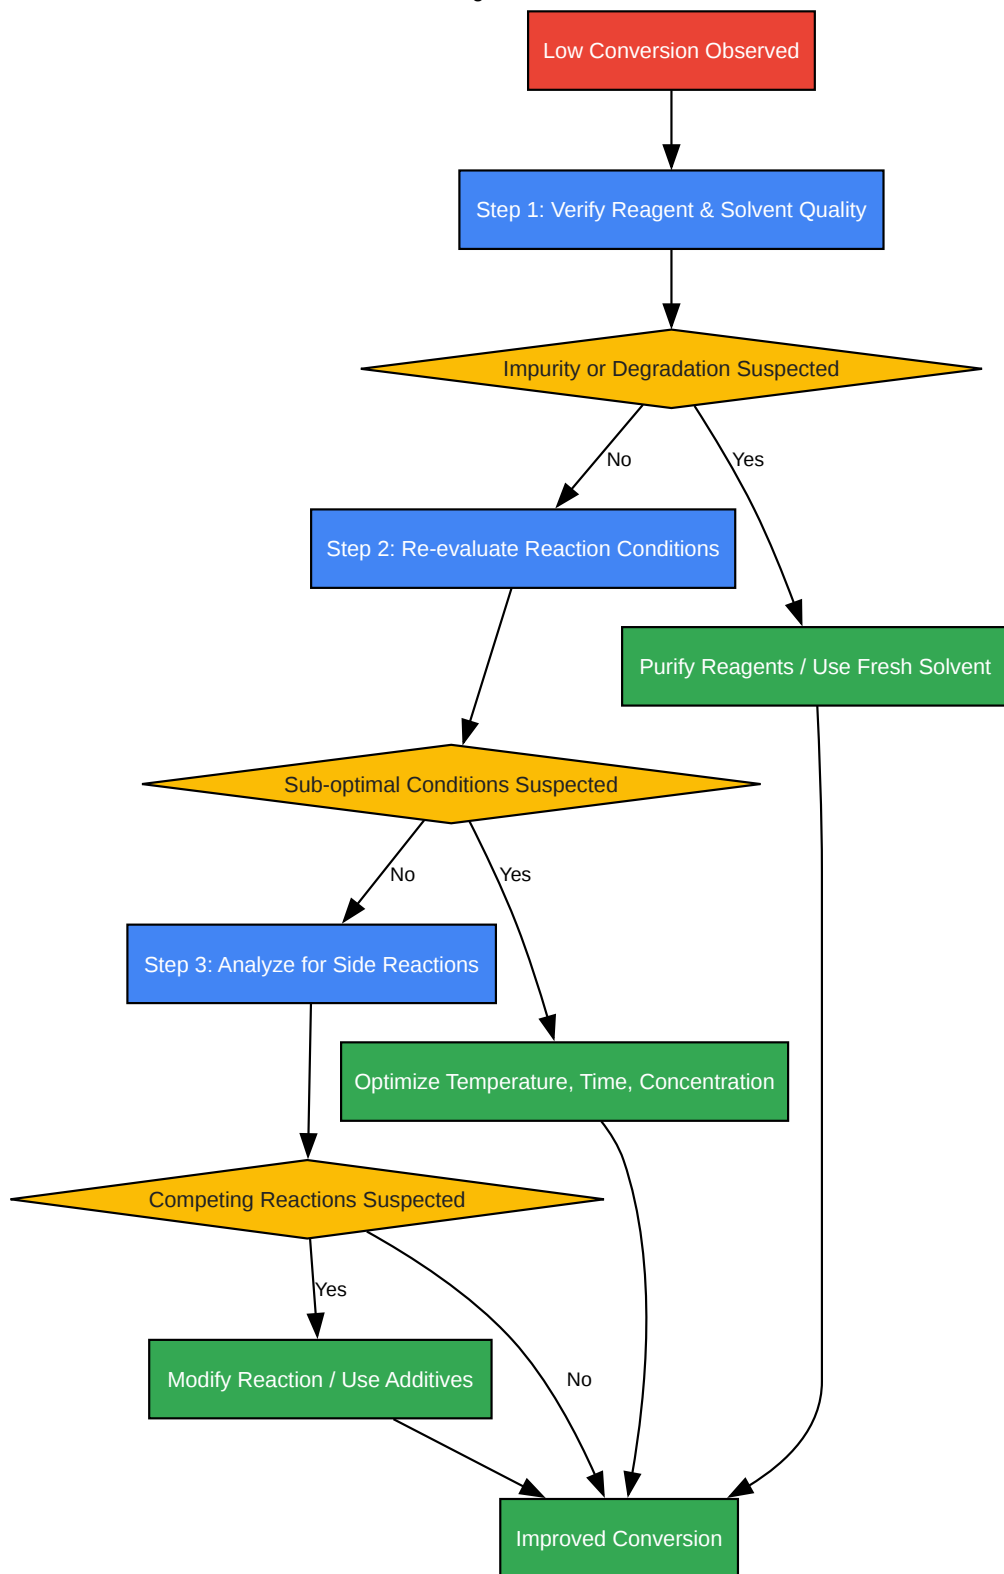 Low Conversion Observed
Step 1: Verify Reagent & Solvent Quality
Impurity or Degradation Suspected
No
Yes
Step 2: Re-evaluate Reaction Conditions
Purify Reagents / Use Fresh Solvent
Sub-optimal Conditions Suspected
No
Yes
Step 3: Analyze for Side Reactions
Optimize Temperature, Time, Concentration
Competing Reactions Suspected
Yes
Modify Reaction / Use Additives
No
Improved Conversion